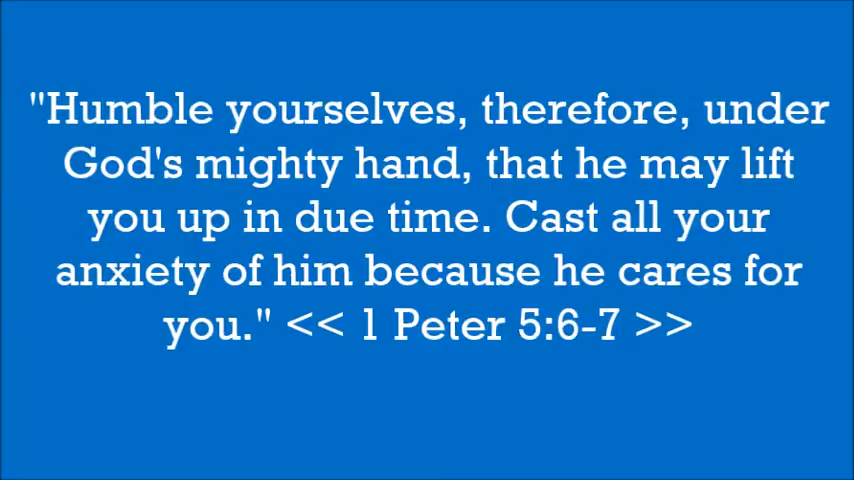 "Humble yourselves, therefore, under
God's mighty hand, that he may lift
you up in due time. Cast all your
anxiety of him because he cares for
you." << 1 Peter 5:6-7 >>